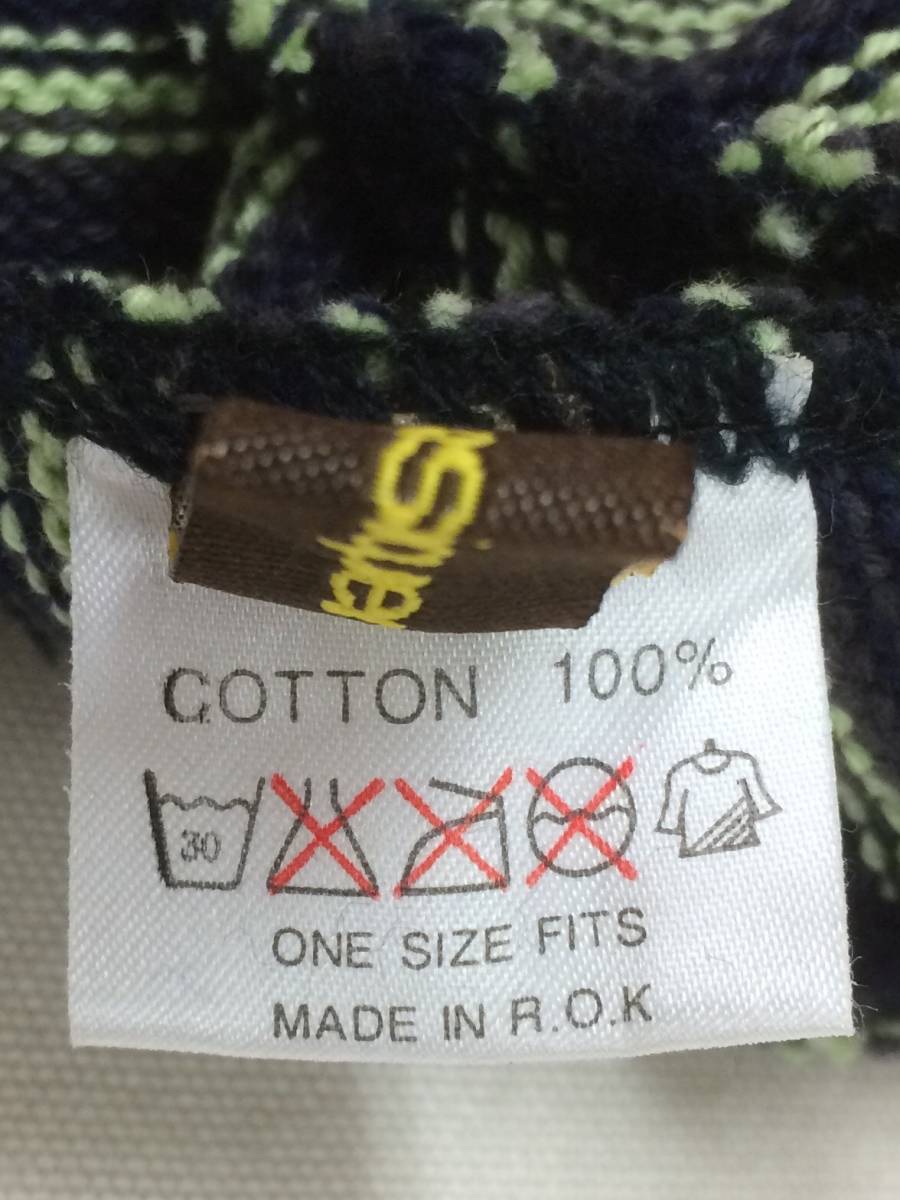 COTTON 100%
30
ONE SIZE FITS
MADE IN R.O.K